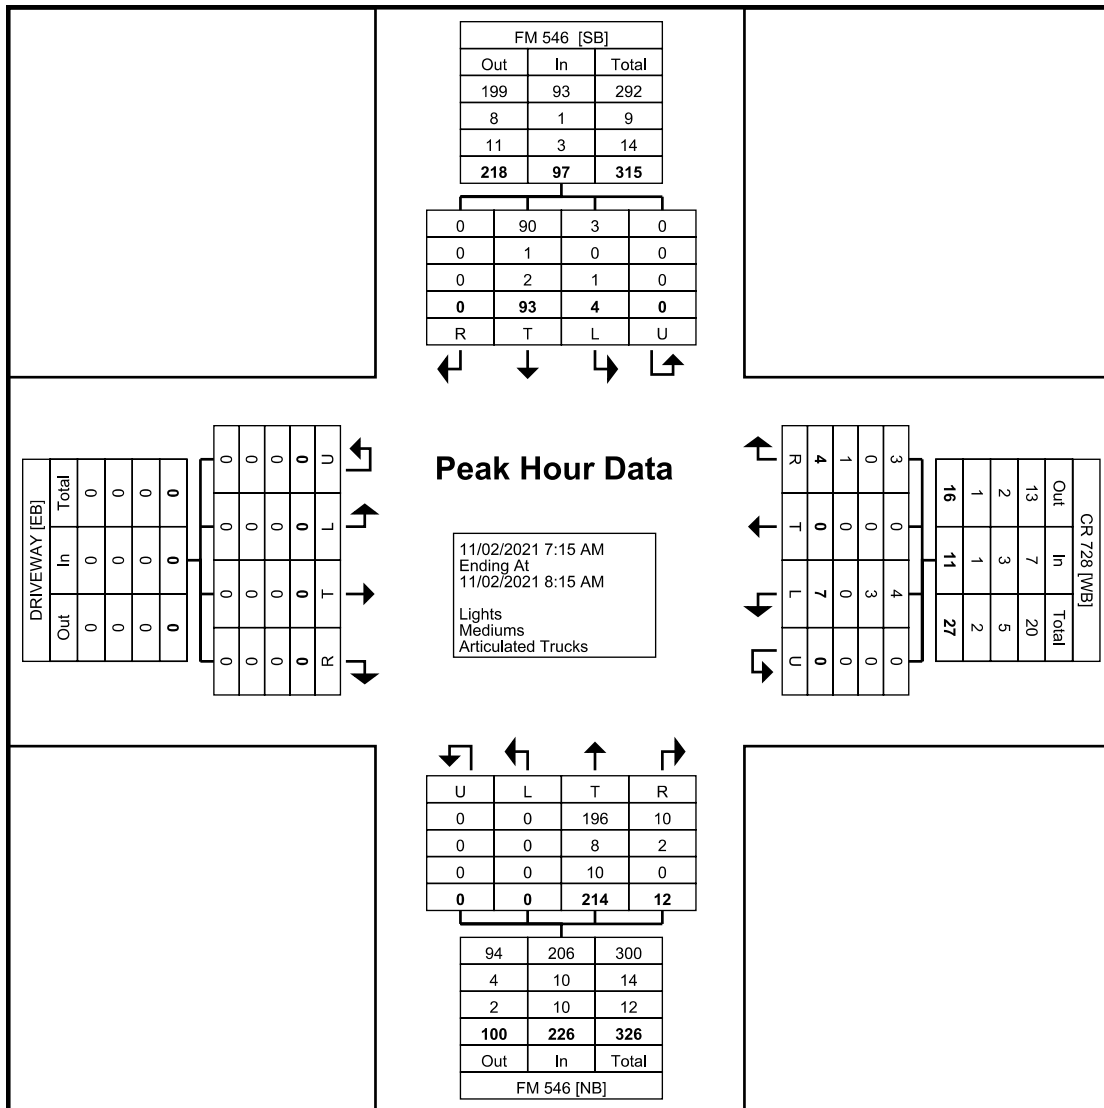 FM 546 [SB]
Out In Total
199 93 292
8 1 9
11 3 14
218 97 315
0 90 3 0
0 1 0 0
0 2 1 0
0 93 4 0
R T L U
DRIVEWAY [EB]
Total In Out
0 0 0
0 0 0
0 0 0
0 0 0
0 0 0 0
0 0 0 0
0 0 0 0
0 0 0 0
U L T R
Peak Hour Data
11/02/2021 7:15 AM
Ending At
11/02/2021 8:15 AM
Lights
Mediums
Articulated Trucks
CR 728 [WB]
Out In Total
13 7 20
2 3 5
1 1 2
16 11 27
3 0 4 0
0 0 3 0
1 0 0 0
4 0 7 0
R T L U
U L T R
0 0 196 10
0 0 8 2
0 0 10 0
0 0 214 12
94 206 300
4 10 14
2 10 12
100 226 326
Out In Total
FM 546 [NB]